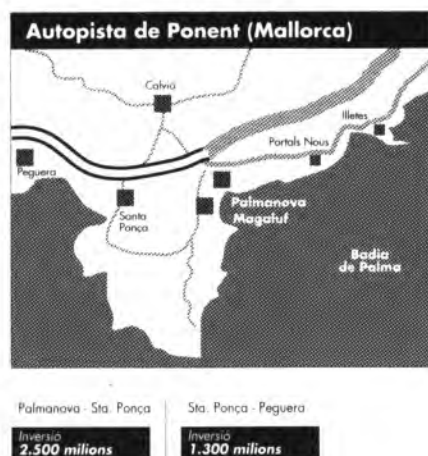 Autopista de Ponent (Mallorca)
Calvià
Illetes
Portals Nous
Peguera
Santa
Ponça
Palmanova
Magaluf
Badia
de Palma
Palmanova - Sta. Ponça
Inversió
2.500 milions
Sta. Ponça - Peguera
Inversió
1.300 milions